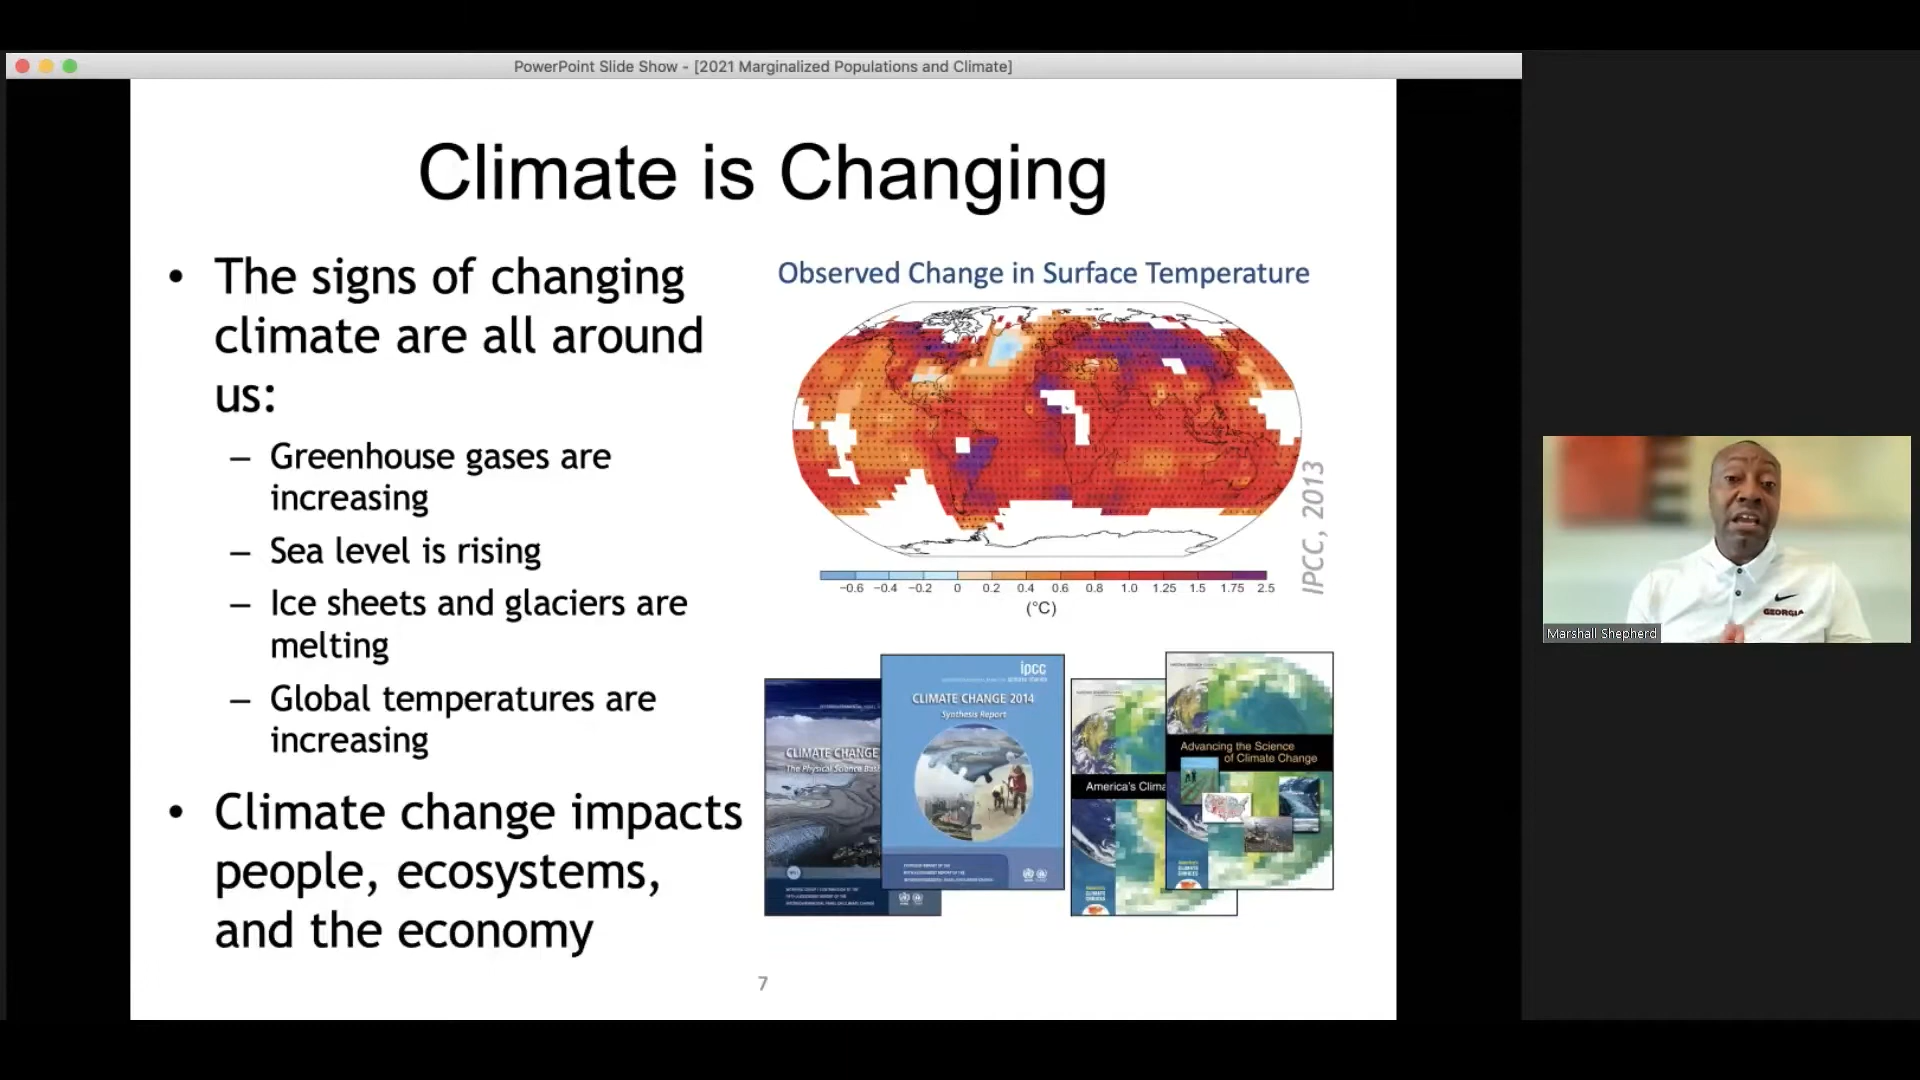 PowerPoint Slide Show - [2021 Marginalized Populations and Climate]
Climate is Changing
• The signs of changing
climate are all around
us:
– Greenhouse gases are
increasing
– Sea level is rising
– Ice sheets and glaciers are
melting
– Global temperatures are
increasing
• Climate change impacts
people, ecosystems,
and the economy
Observed Change in Surface Temperature
IPCC, 2013
−0.6 −0.4 −0.2 0 0.2 0.4 0.6 0.8 1.0 1.25 1.5 1.75 2.5
(°C)
CLIMATE CHANGE
The Physical Science Basi
ipcc
CLIMATE CHANGE 2014
Synthesis Report
America's Clima
Advancing the Science
of Climate Change
7
GEORGIA
Marshall Shepherd